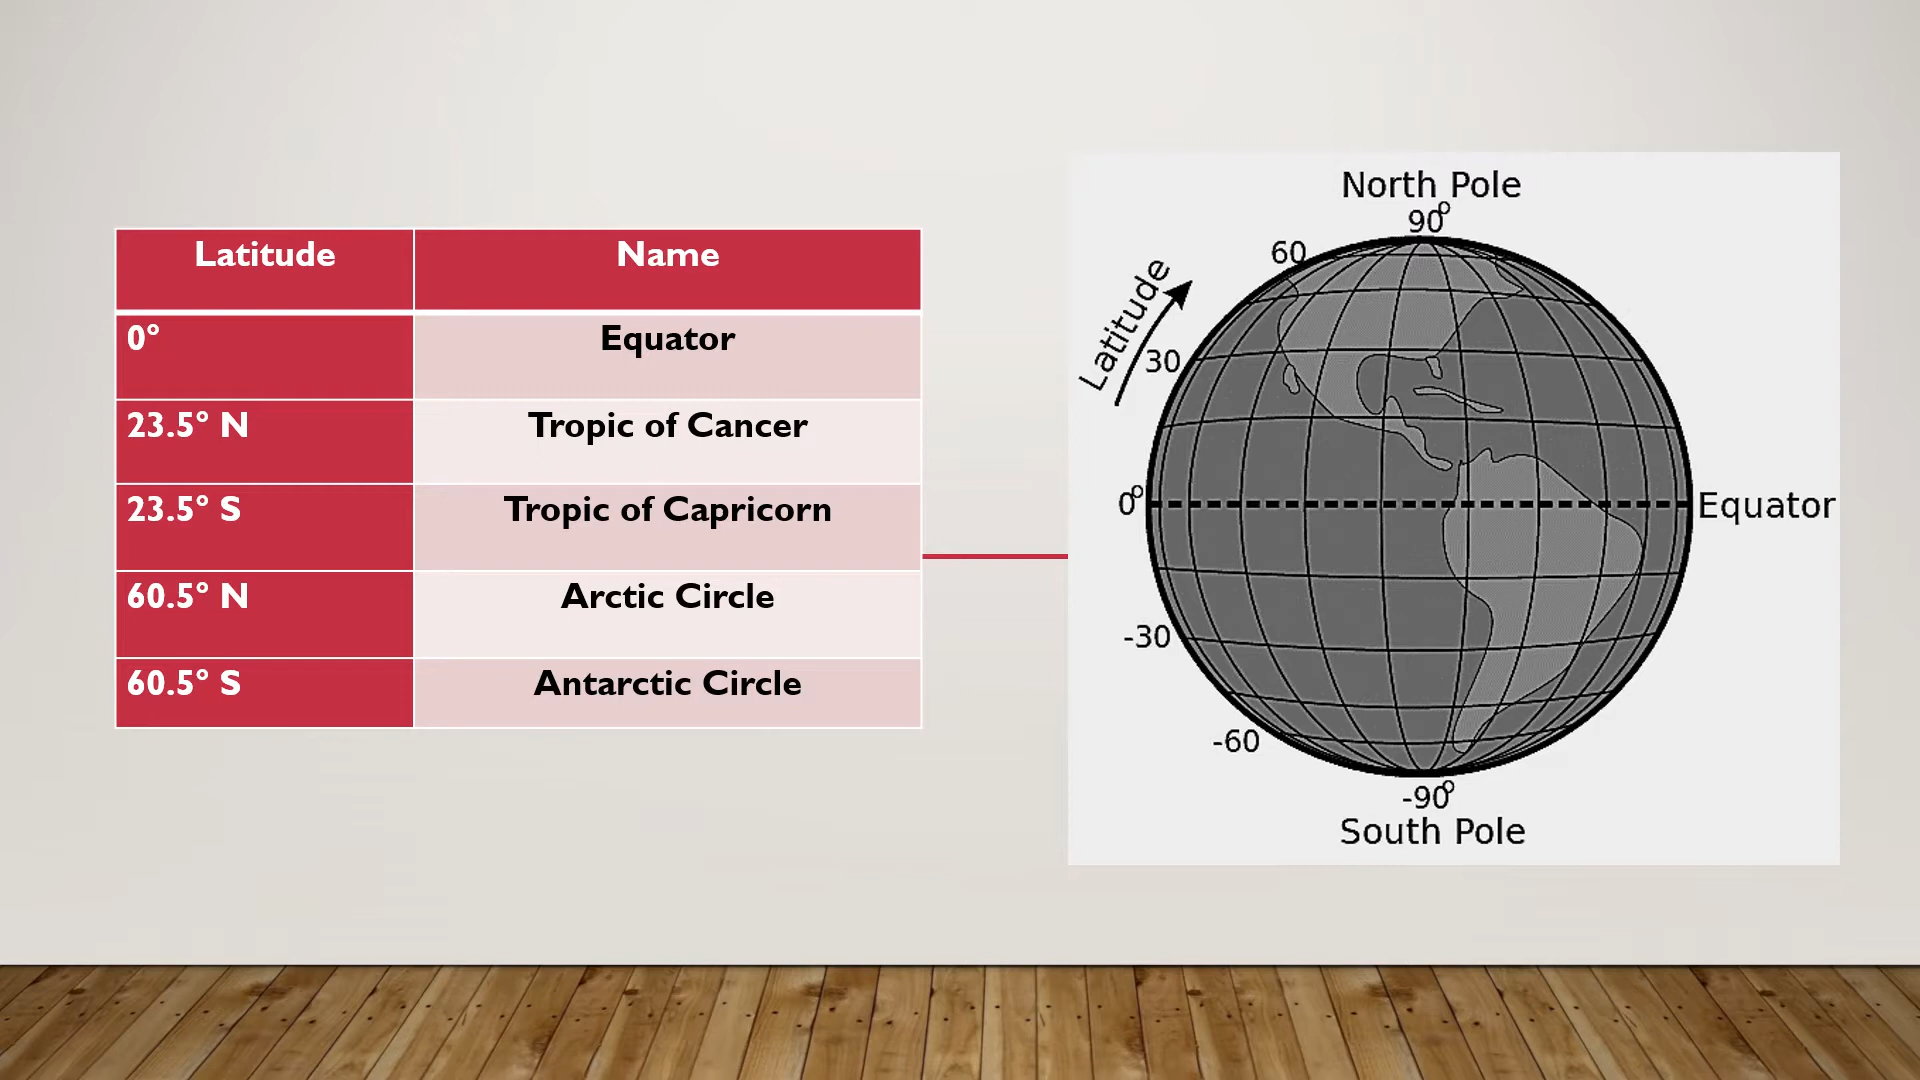 Latitude Name
0° Equator
23.5° N Tropic of Cancer
23.5° S Tropic of Capricorn
60.5° N Arctic Circle
60.5° S Antarctic Circle
North Pole
90°
60
Latitude
30
0°
Equator
-30
-60
-90°
South Pole